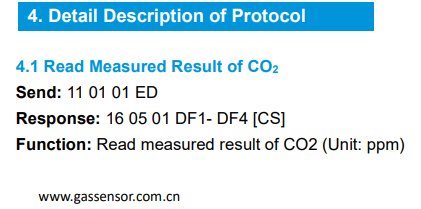 4. Detail Description of Protocol
4.1 Read Measured Result of CO₂
Send: 11 01 01 ED
Response: 16 05 01 DF1- DF4 [CS]
Function: Read measured result of CO2 (Unit: ppm)
www.gassensor.com.cn